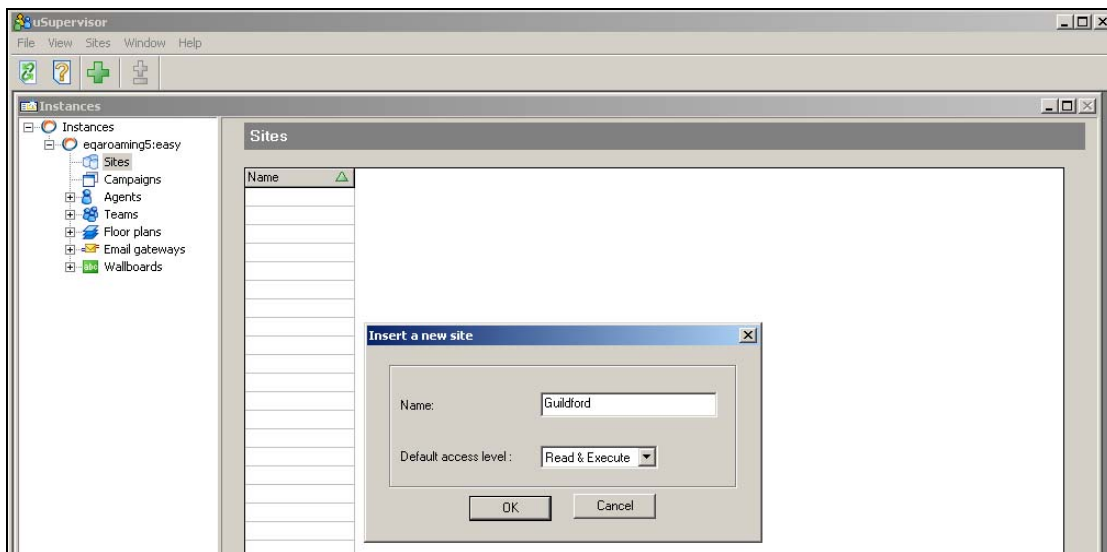 uSupervisor
File View Sites Window Help
Instances
Instances
eqaroaming5:easy
Sites
Campaigns
Agents
Teams
Floor plans
Email gateways
abc Wallboards
Sites
Name
Insert a new site
Name: Guildford
Default access level : Read & Execute
OK Cancel